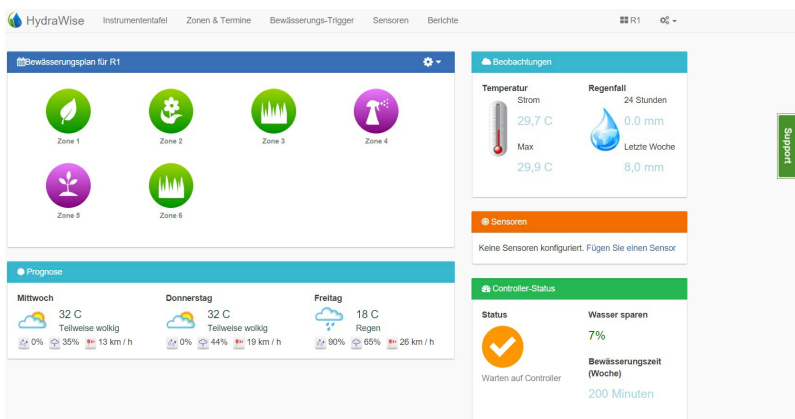 HydraWise Instrumententafel Zonen & Termine Bewässerungs-Trigger Sensoren Berichte R1
Bewässerungsplan für R1
Zone 1 Zone 2 Zone 3 Zone 4
Zone 5 Zone 6
Prognose
Mittwoch Donnerstag Freitag
32 C 32 C 18 C
Teilweise wolkig Teilweise wolkig Regen
0% 35% 13 km / h 0% 44% 19 km / h 90% 65% 26 km / h
Beobachtungen
Temperatur Regenfall
Strom 24 Stunden
29,7 C 0.0 mm
Max Letzte Woche
29,9 C 8,0 mm
Sensoren
Keine Sensoren konfiguriert. Fügen Sie einen Sensor
Controller-Status
Status Wasser sparen
7%
Bewässerungszeit
(Woche)
Warten auf Controller
200 Minuten
Support